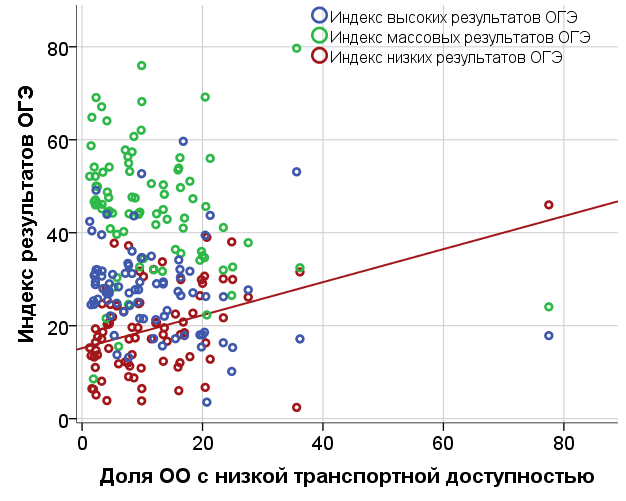 Индекс высоких результатов ОГЭ
Индекс массовых результатов ОГЭ
Индекс низких результатов ОГЭ
Индекс результатов ОГЭ
80
60
40
20
0
0 20 40 60 80
Доля ОО с низкой транспортной доступностью